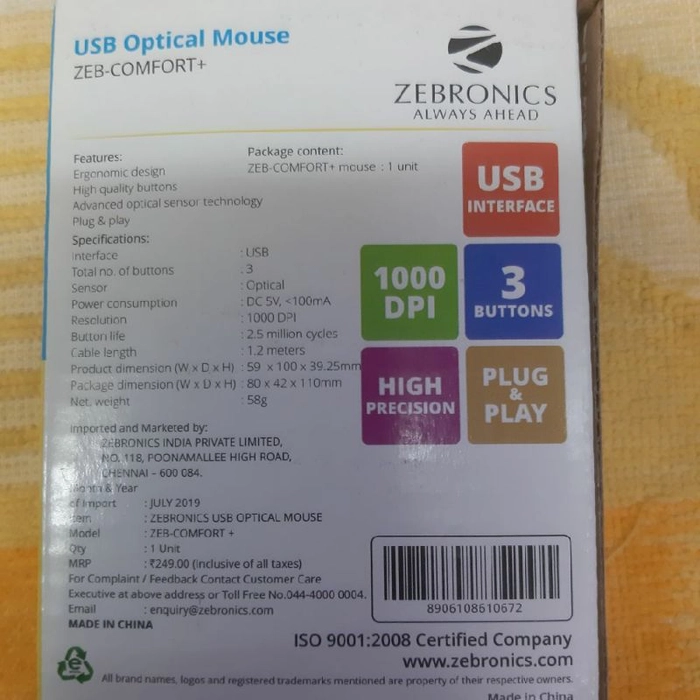 USB Optical Mouse
ZEB-COMFORT+
ZEBRONICS
ALWAYS AHEAD
Features:
Ergonomic design
High quality buttons
Advanced optical sensor technology
Plug & play
Package content:
ZEB-COMFORT+ mouse : 1 unit
USB
INTERFACE
1000
DPI
3
BUTTONS
HIGH
PRECISION
PLUG
&
PLAY
Specifications:
Interface : USB
Total no. of buttons : 3
Sensor : Optical
Power consumption : DC 5V, <100mA
Resolution : 1000 DPI
Button life : 2.5 million cycles
Cable length : 1.2 meters
Product dimension (W x D x H) : 59 x 100 x 39.25mm
Package dimension (W x D x H) : 80 x 42 x 110mm
Net. weight : 58g
Imported and Marketed by:
ZEBRONICS INDIA PRIVATE LIMITED,
NO. 118, POONAMALLEE HIGH ROAD,
CHENNAI - 600 084.
Month & Year
of Import : JULY 2019
Item : ZEBRONICS USB OPTICAL MOUSE
Model : ZEB-COMFORT +
Qty : 1 Unit
MRP : ₹249.00 (Inclusive of all taxes)
For Complaint / Feedback Contact Customer Care
Executive at above address or Toll Free No.044-4000 0004.
Email : enquiry@zebronics.com
MADE IN CHINA
8906108610672
ISO 9001:2008 Certified Company
www.zebronics.com
All brand names, logos and registered trademarks mentioned are property of their respective owners.
Made in China